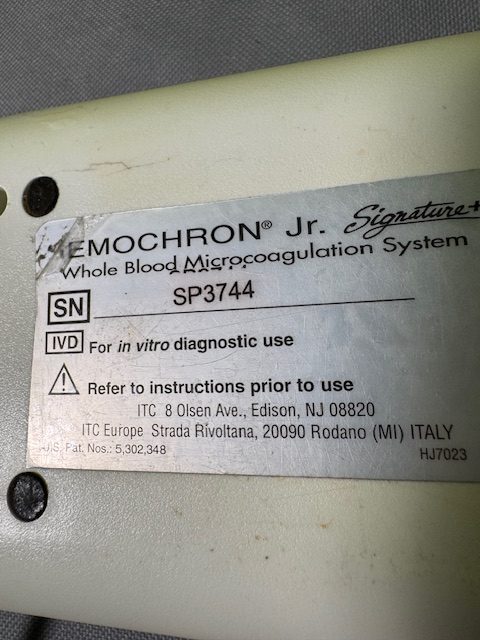 EMOCHRON® Jr. Signature+
Whole Blood Microcoagulation System
SN SP3744
IVD For in vitro diagnostic use
Refer to instructions prior to use
ITC 8 Olsen Ave., Edison, NJ 08820
ITC Europe Strada Rivoltana, 20090 Rodano (MI) ITALY
U.S. Pat. Nos.: 5,302,348
HJ7023